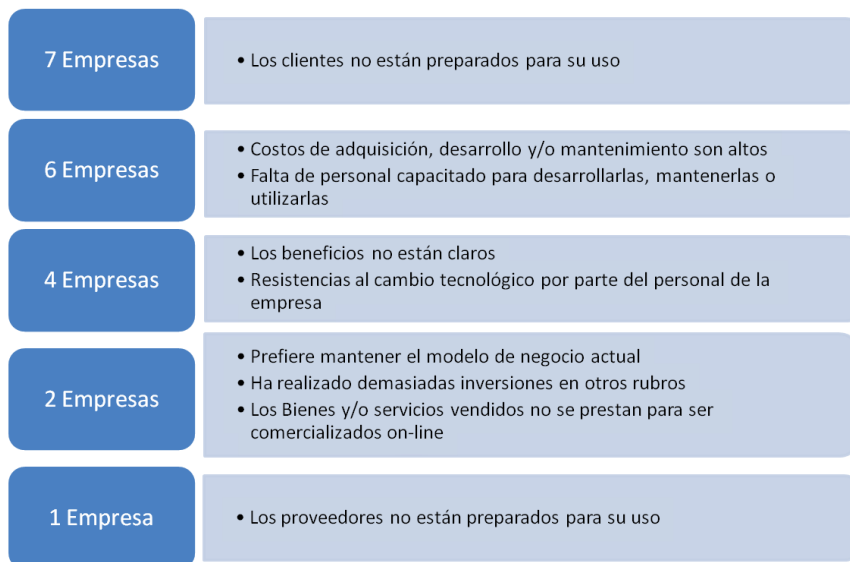 7 Empresas
• Los clientes no están preparados para su uso
6 Empresas
• Costos de adquisición, desarrollo y/o mantenimiento son altos
• Falta de personal capacitado para desarrollarlas, mantenerlas o
utilizarlas
4 Empresas
• Los beneficios no están claros
• Resistencias al cambio tecnológico por parte del personal de la
empresa
2 Empresas
• Prefiere mantener el modelo de negocio actual
• Ha realizado demasiadas inversiones en otros rubros
• Los Bienes y/o servicios vendidos no se prestan para ser
comercializados on-line
1 Empresa
• Los proveedores no están preparados para su uso